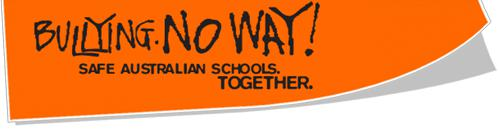 BULLYING. NO WAY!
SAFE AUSTRALIAN SCHOOLS.
TOGETHER.